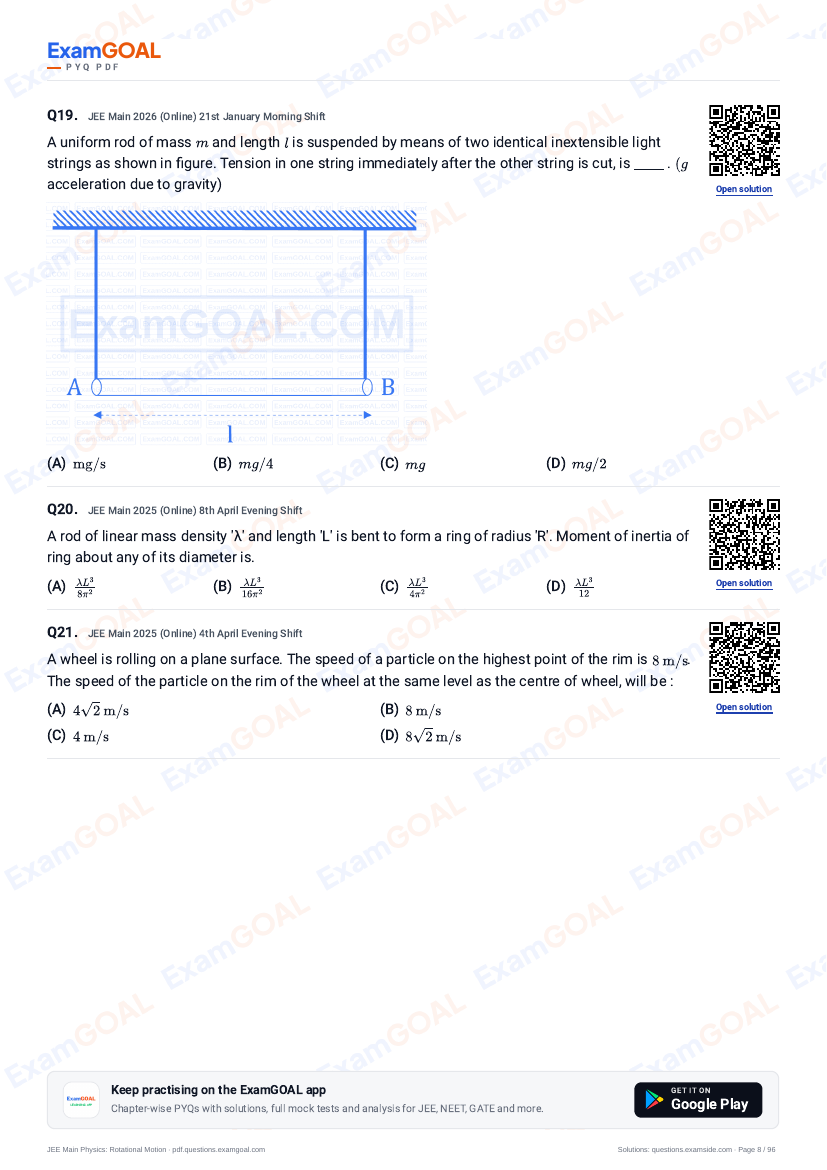 ExamGOAL
PYQ PDF
Q19. JEE Main 2026 (Online) 21st January Morning Shift
A uniform rod of mass m and length l is suspended by means of two identical inextensible light
strings as shown in figure. Tension in one string immediately after the other string is cut, is ____ . (g
acceleration due to gravity)
Open solution
ExamGOAL.COM
A B
l
(A) mg/s (B) mg/4 (C) mg (D) mg/2
Q20. JEE Main 2025 (Online) 8th April Evening Shift
A rod of linear mass density 'λ' and length 'L' is bent to form a ring of radius 'R'. Moment of inertia of
ring about any of its diameter is.
(A) λL³/8π² (B) λL³/16π² (C) λL³/4π² (D) λL³/12
Open solution
Q21. JEE Main 2025 (Online) 4th April Evening Shift
A wheel is rolling on a plane surface. The speed of a particle on the highest point of the rim is 8 m/s.
The speed of the particle on the rim of the wheel at the same level as the centre of wheel, will be :
(A) 4√2 m/s (B) 8 m/s
(C) 4 m/s (D) 8√2 m/s
Open solution
Keep practising on the ExamGOAL app
Chapter-wise PYQs with solutions, full mock tests and analysis for JEE, NEET, GATE and more.
GET IT ON
Google Play
JEE Main Physics: Rotational Motion · pdf.questions.examgoal.com
Solutions: questions.examside.com · Page 8 / 96